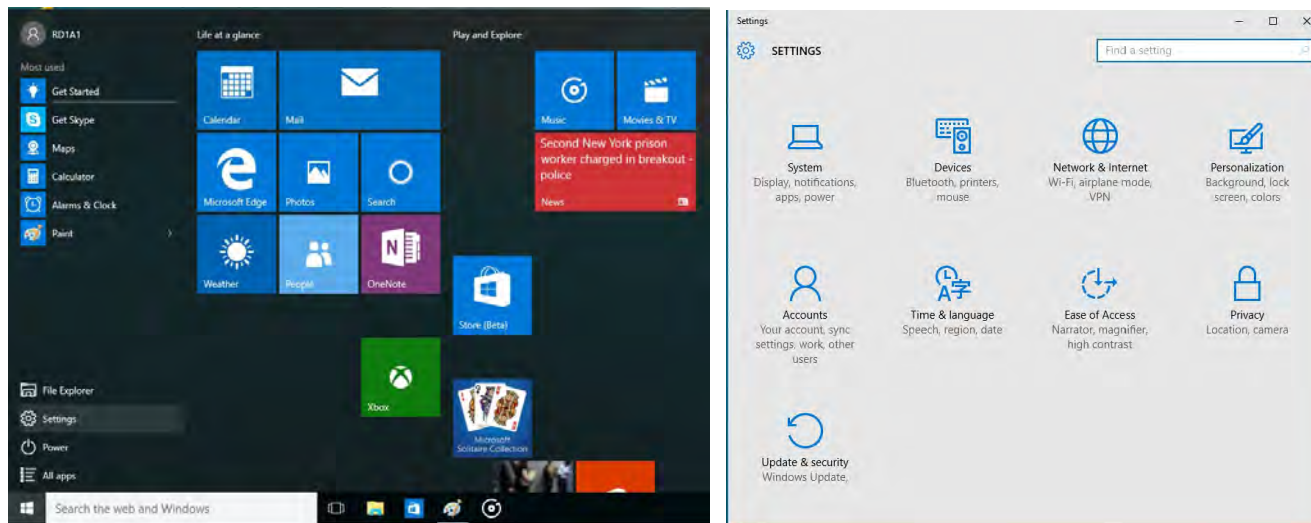 RD1A1
Life at a glance
Play and Explore
Most used
Get Started
Get Skype
Maps
Calculator
Alarms & Clock
Paint
File Explorer
Settings
Power
All apps
Calendar
Mail
Microsoft Edge
Photos
Search
Weather
People
OneNote
Xbox
Music
Movies & TV
Second New York prison
worker charged in breakout -
police
News
Store (Beta)
Microsoft
Solitaire Collection
Search the web and Windows
Settings
SETTINGS
Find a setting
System
Display, notifications,
apps, power
Devices
Bluetooth, printers,
mouse
Network & Internet
Wi-Fi, airplane mode,
VPN
Personalization
Background, lock
screen, colors
Accounts
Your account, sync
settings, work, other
users
Time & language
Speech, region, date
Ease of Access
Narrator, magnifier,
high contrast
Privacy
Location, camera
Update & security
Windows Update,